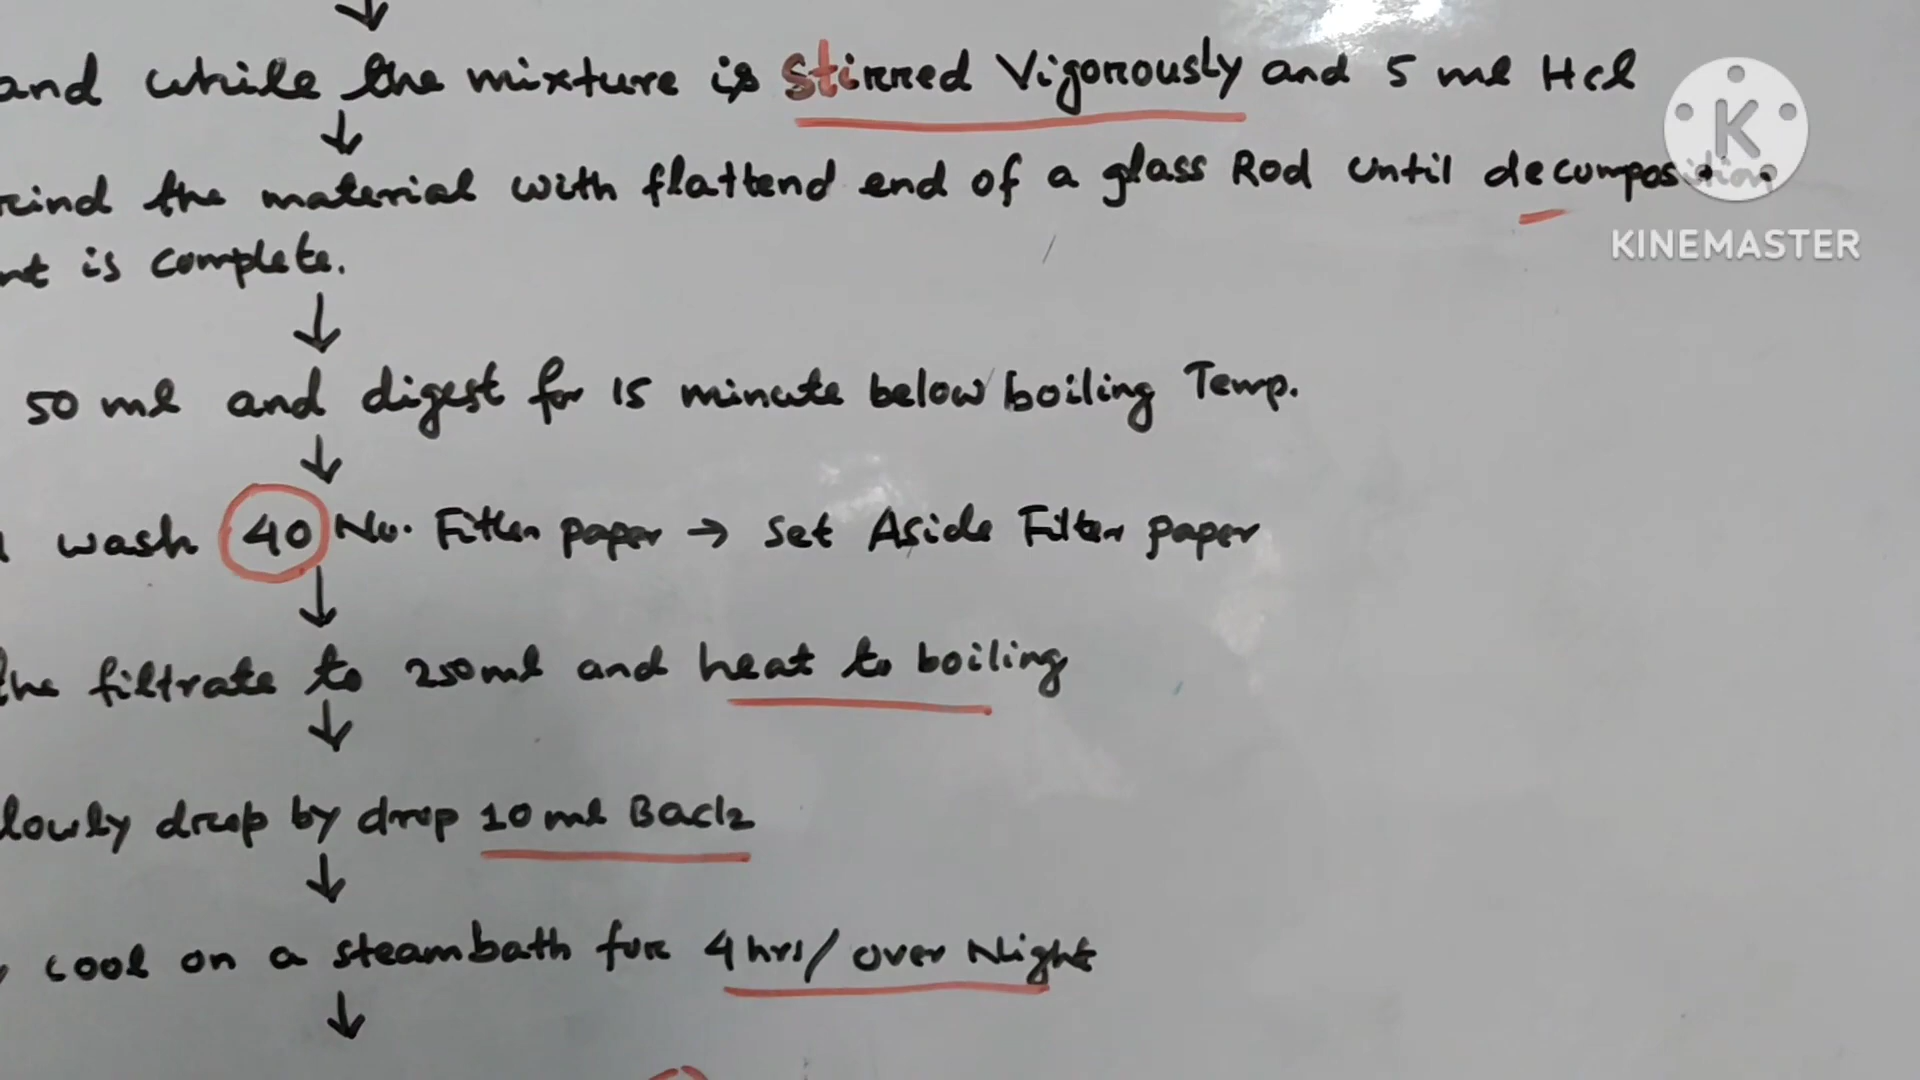 and while the mixture is stirred Vigorously and 5 ml Hcl
rind the material with flattend end of a glass Rod until decomposition
nt is complete.
50 ml and digest for 15 minute below boiling Temp.
wash 40 No. Filter paper → Set Aside Filter paper
the filtrate to 250ml and heat to boiling
lowly drop by drop 10 ml Bacl2
cool on a steambath for 4 hrs/ over Night
K
KINEMASTER